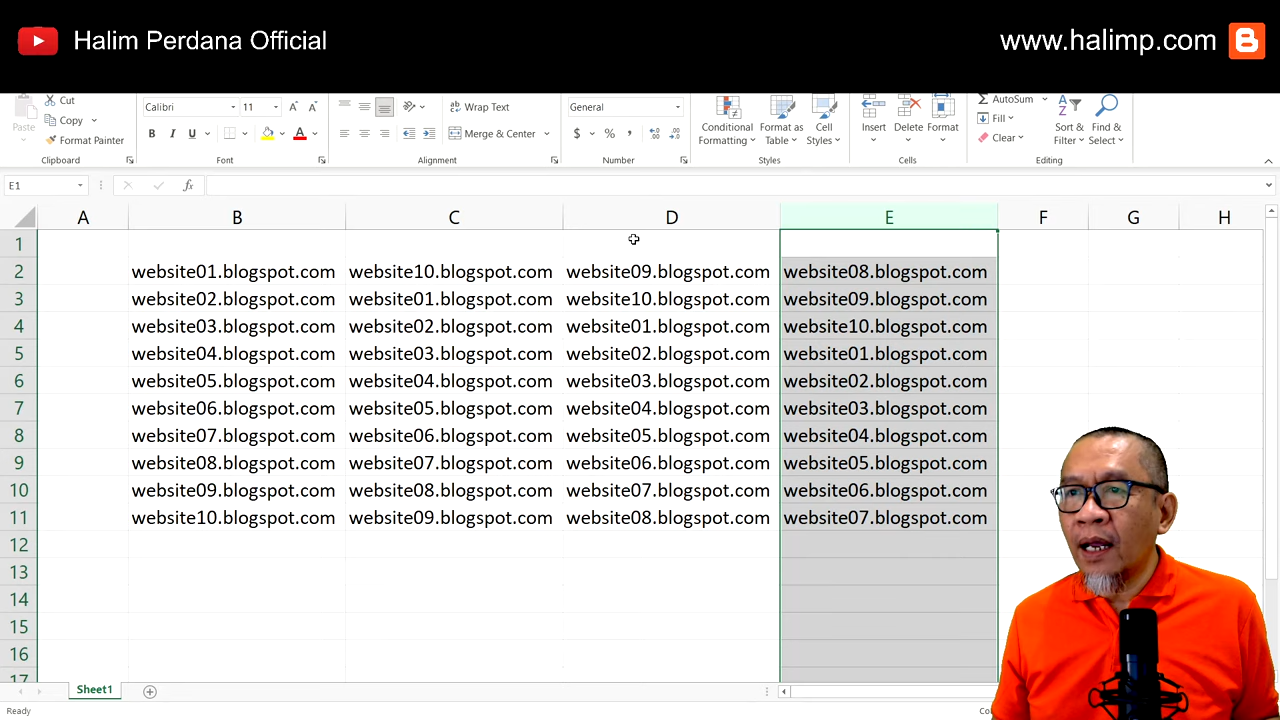 Halim Perdana Official
www.halimp.com
Paste
Cut
Copy
Format Painter
Clipboard
Calibri
11
A A
B I U
A
Font
Wrap Text
Merge & Center
Alignment
General
$ % ,
Number
Conditional
Formatting
Format as
Table
Cell
Styles
Styles
Insert
Delete
Format
Cells
AutoSum
Fill
Clear
Sort &
Filter
Find &
Select
Editing
E1
fx
A B C D E F G H
1
2 website01.blogspot.com website10.blogspot.com website09.blogspot.com website08.blogspot.com
3 website02.blogspot.com website01.blogspot.com website10.blogspot.com website09.blogspot.com
4 website03.blogspot.com website02.blogspot.com website01.blogspot.com website10.blogspot.com
5 website04.blogspot.com website03.blogspot.com website02.blogspot.com website01.blogspot.com
6 website05.blogspot.com website04.blogspot.com website03.blogspot.com website02.blogspot.com
7 website06.blogspot.com website05.blogspot.com website04.blogspot.com website03.blogspot.com
8 website07.blogspot.com website06.blogspot.com website05.blogspot.com website04.blogspot.com
9 website08.blogspot.com website07.blogspot.com website06.blogspot.com website05.blogspot.com
10 website09.blogspot.com website08.blogspot.com website07.blogspot.com website06.blogspot.com
11 website10.blogspot.com website09.blogspot.com website08.blogspot.com website07.blogspot.com
12
13
14
15
16
17
Sheet1
Ready